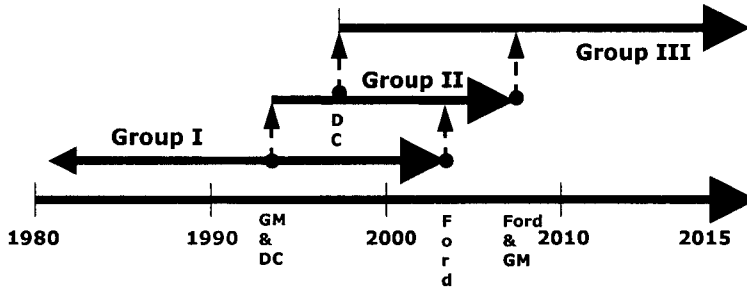 Group III
Group II
D
C
Group I
1980
1990
2000
2010
2015
GM
&
DC
F
o
r
d
Ford
&
GM